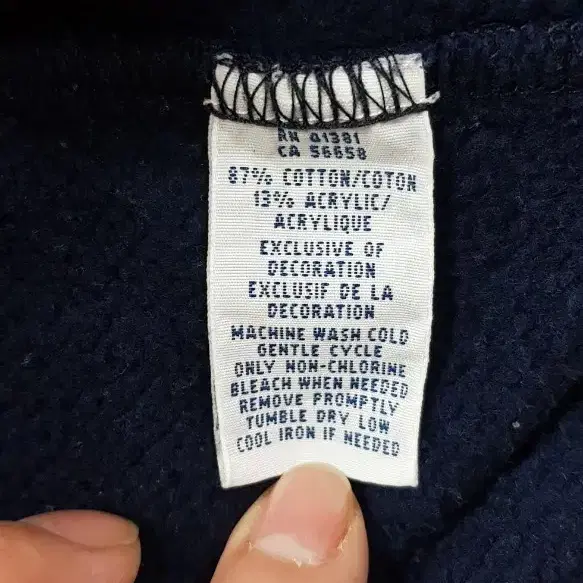 RN 41381
CA 56658
87% COTTON/COTON
13% ACRYLIC/
ACRYLIQUE
EXCLUSIVE OF
DECORATION
EXCLUSIF DE LA
DECORATION
MACHINE WASH COLD
GENTLE CYCLE
ONLY NON-CHLORINE
BLEACH WHEN NEEDED
REMOVE PROMPTLY
TUMBLE DRY LOW
COOL IRON IF NEEDED